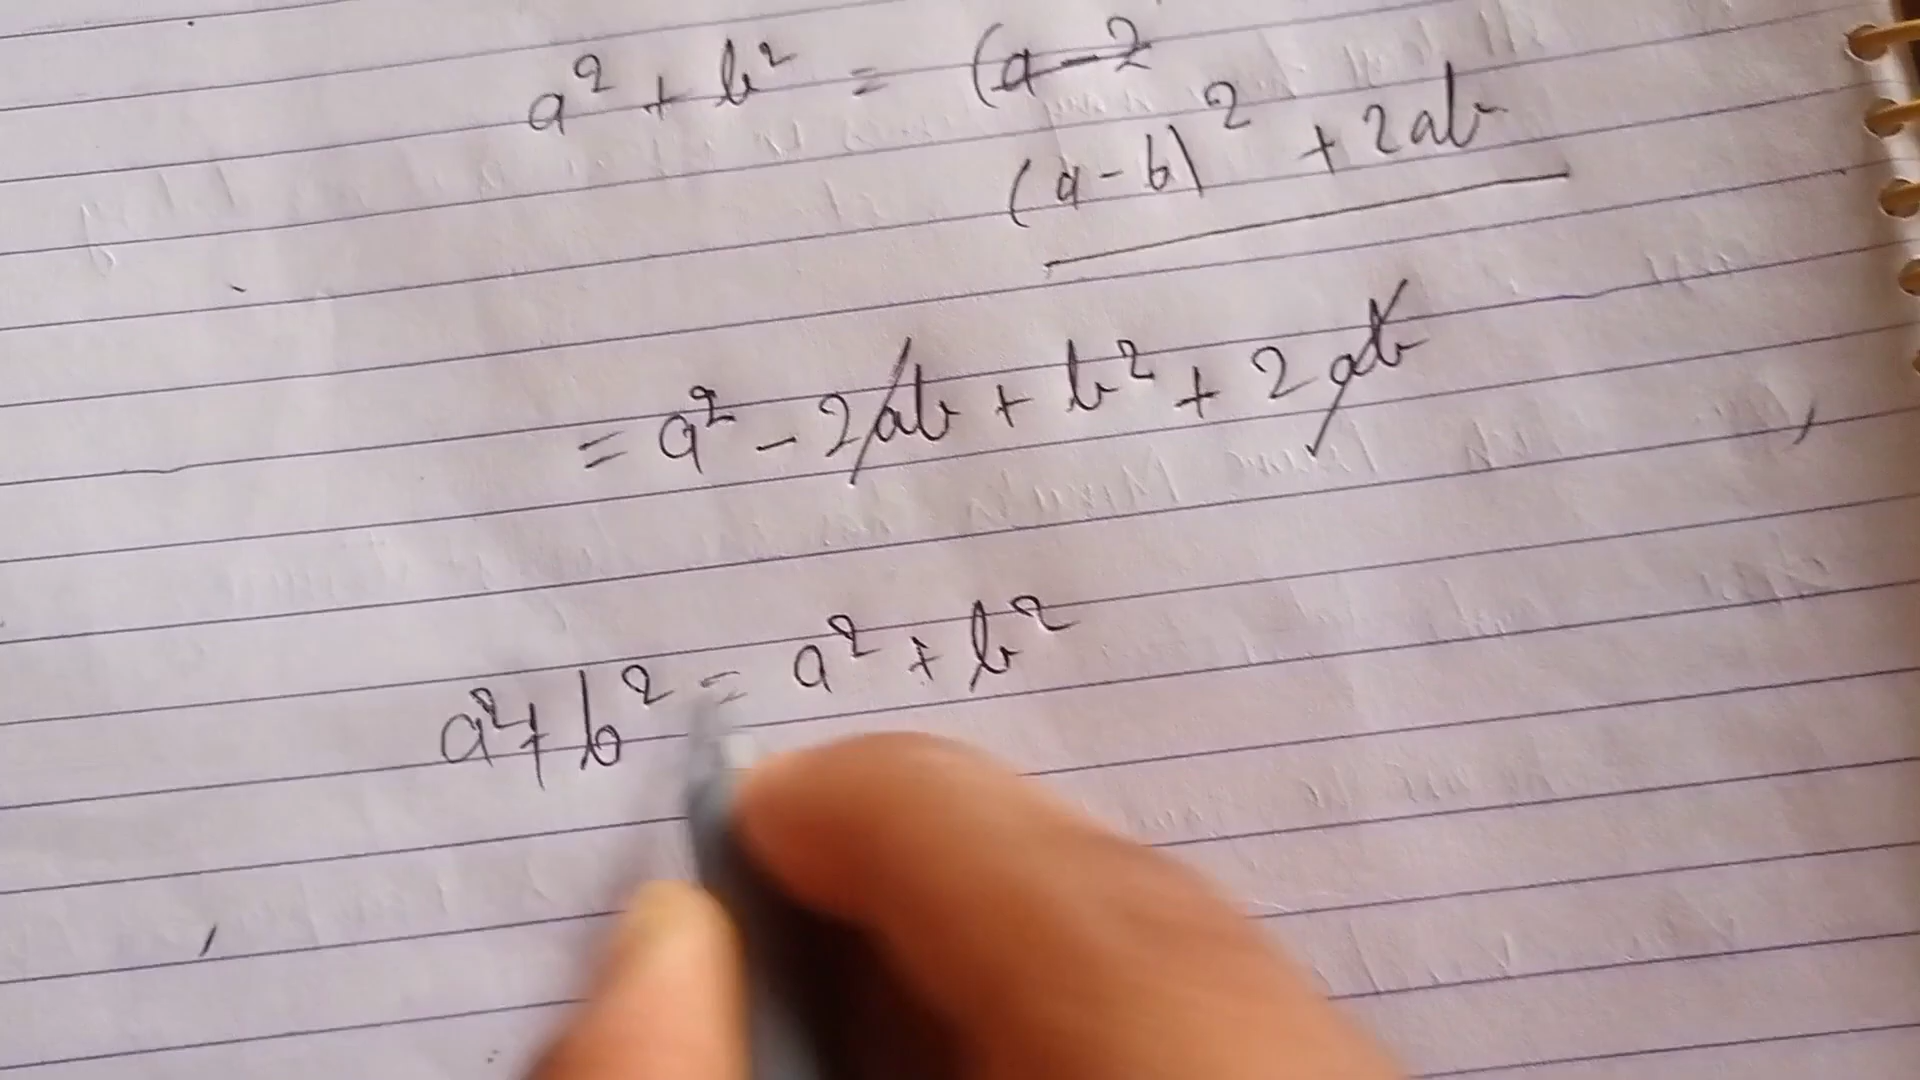 a² + b² = (a - 2
(a - b)² + 2ab
= a² - 2ab + b² + 2ab
a² + b² = a² + b²